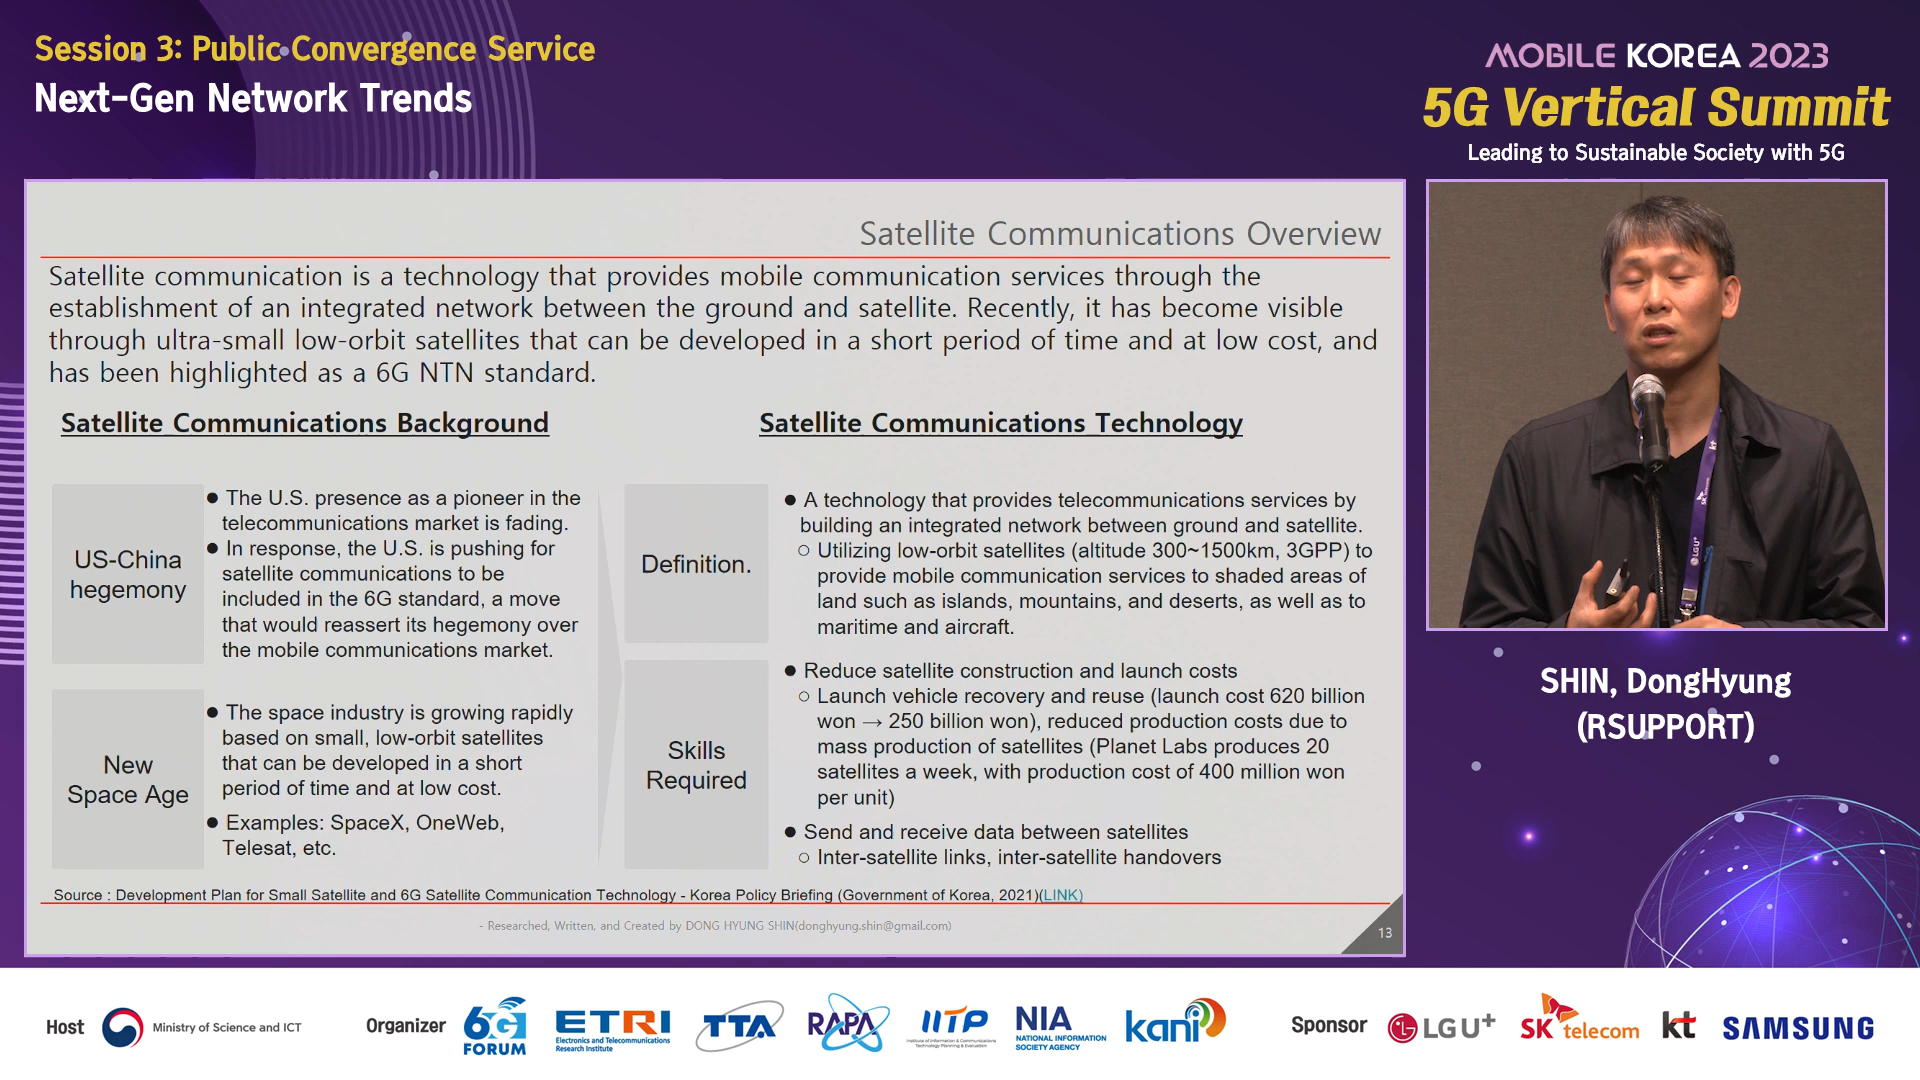 Session 3: Public Convergence Service
Next-Gen Network Trends
MOBILE KOREA 2023
5G Vertical Summit
Leading to Sustainable Society with 5G
Satellite Communications Overview
Satellite communication is a technology that provides mobile communication services through the
establishment of an integrated network between the ground and satellite. Recently, it has become visible
through ultra-small low-orbit satellites that can be developed in a short period of time and at low cost, and
has been highlighted as a 6G NTN standard.
Satellite Communications Background
US-China
hegemony
● The U.S. presence as a pioneer in the
telecommunications market is fading.
● In response, the U.S. is pushing for
satellite communications to be
included in the 6G standard, a move
that would reassert its hegemony over
the mobile communications market.
New
Space Age
● The space industry is growing rapidly
based on small, low-orbit satellites
that can be developed in a short
period of time and at low cost.
● Examples: SpaceX, OneWeb,
Telesat, etc.
Satellite Communications Technology
Definition.
● A technology that provides telecommunications services by
building an integrated network between ground and satellite.
○ Utilizing low-orbit satellites (altitude 300~1500km, 3GPP) to
provide mobile communication services to shaded areas of
land such as islands, mountains, and deserts, as well as to
maritime and aircraft.
Skills
Required
● Reduce satellite construction and launch costs
○ Launch vehicle recovery and reuse (launch cost 620 billion
won → 250 billion won), reduced production costs due to
mass production of satellites (Planet Labs produces 20
satellites a week, with production cost of 400 million won
per unit)
● Send and receive data between satellites
○ Inter-satellite links, inter-satellite handovers
Source : Development Plan for Small Satellite and 6G Satellite Communication Technology - Korea Policy Briefing (Government of Korea, 2021)(LINK)
- Researched, Written, and Created by DONG HYUNG SHIN(donghyung.shin@gmail.com)
13
kt
SK telecom
LG U+
SHIN, DongHyung
(RSUPPORT)
Host
Ministry of Science and ICT
Organizer
6G
FORUM
ETRI
Electronics and Telecommunications
Research Institute
TTA
RAPA
IITP
Institute of Information & Communications
Technology Planning & Evaluation
NIA
NATIONAL INFORMATION
SOCIETY AGENCY
kani
Sponsor
LG U+
SK telecom
kt
SAMSUNG